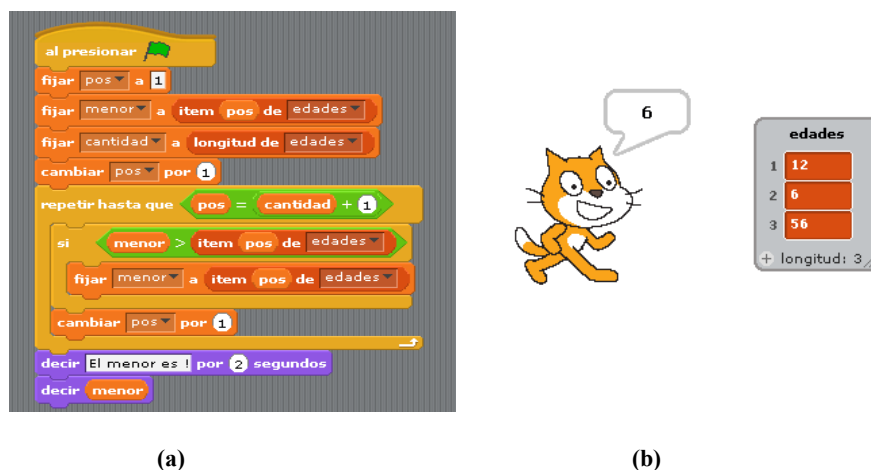 al presionar
fijar pos a 1
fijar menor a item pos de edades
fijar cantidad a longitud de edades
cambiar pos por 1
repetir hasta que pos = cantidad + 1
si menor > item pos de edades
fijar menor a item pos de edades
cambiar pos por 1
decir El menor es ! por 2 segundos
decir menor
6
edades
1 12
2 6
3 56
+ longitud: 3
(a) (b)